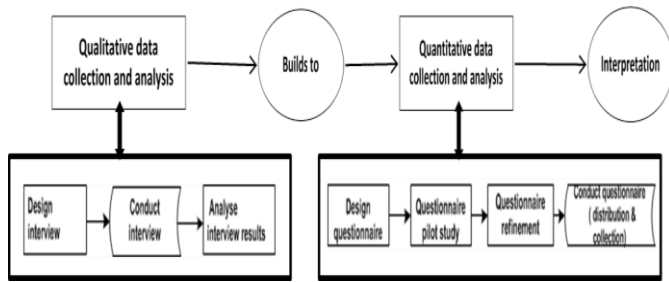 Qualitative data
collection and analysis
Builds to
Quantitative data
collection and analysis
Interpretation
Design
interview
Conduct
interview
Analyse
interview results
Design
questionnaire
Questionnaire
pilot study
Questionnaire
refinement
Conduct questionnaire
( distribution &
collection)